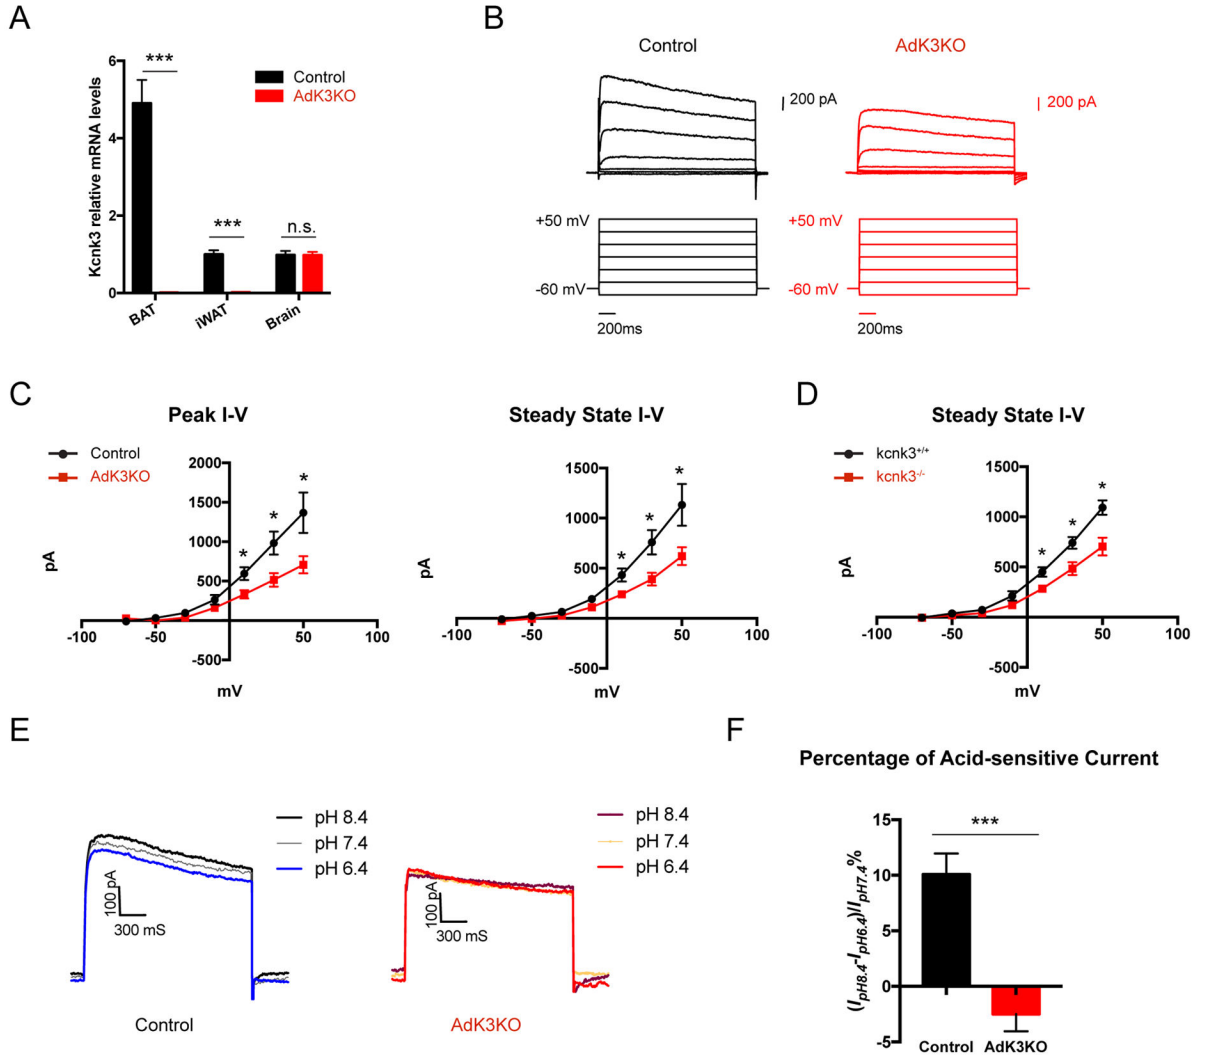 A
Kcnk3 relative mRNA levels
6
4
2
0
***
***
n.s.
BAT
iWAT
Brain
Control
AdK3KO
B
Control
AdK3KO
200 pA
200 pA
+50 mV
-60 mV
200ms
+50 mV
-60 mV
200ms
C
Peak I-V
Control
AdK3KO
pA
2000
1500
1000
500
-500
-100
-50
50
100
*
*
*
mV
Steady State I-V
pA
1500
1000
500
-500
-100
-50
50
100
*
*
*
mV
D
Steady State I-V
kcnk3+/+
kcnk3-/-
pA
1500
1000
500
-500
-100
-50
50
100
*
*
*
mV
E
pH 8.4
pH 7.4
pH 6.4
100 pA
300 mS
Control
pH 8.4
pH 7.4
pH 6.4
100 pA
300 mS
AdK3KO
F
Percentage of Acid-sensitive Current
(IpH8.4-IpH6.4)/IpH7.4%
15
10
5
0
-5
***
Control
AdK3KO